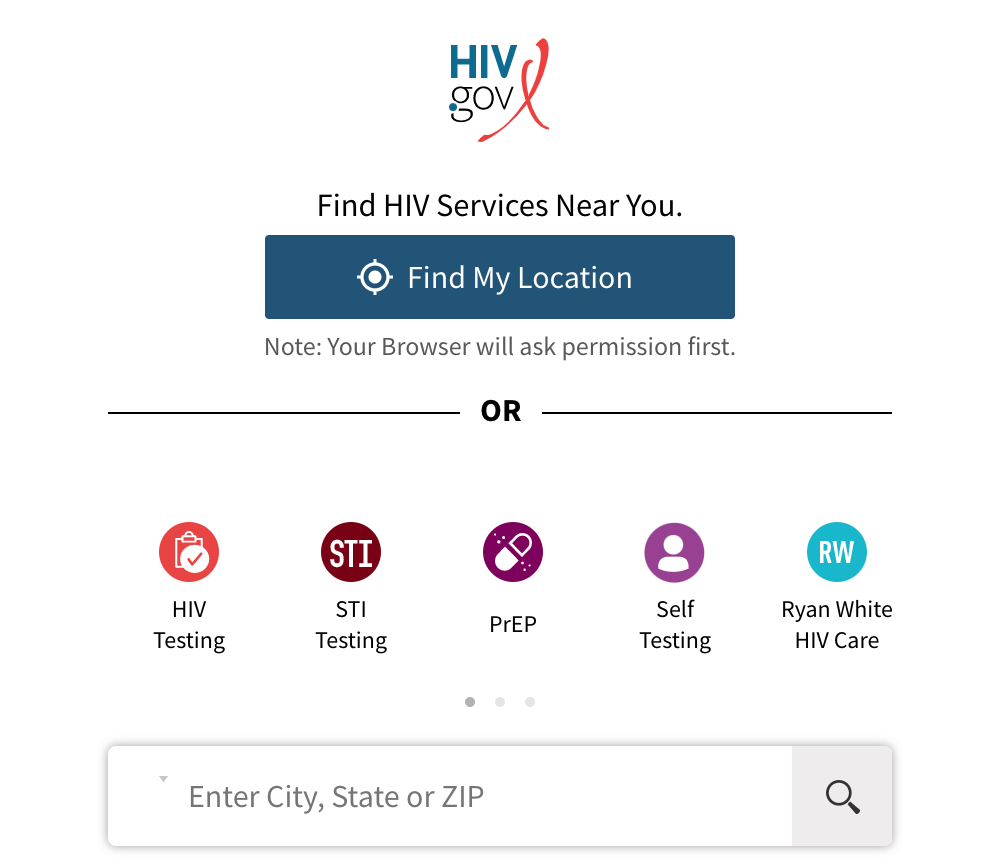 HIV
.gov
Find HIV Services Near You.
Find My Location
Note: Your Browser will ask permission first.
OR
STI
RW
HIV
Testing
STI
Testing
PrEP
Self
Testing
Ryan White
HIV Care
Enter City, State or ZIP